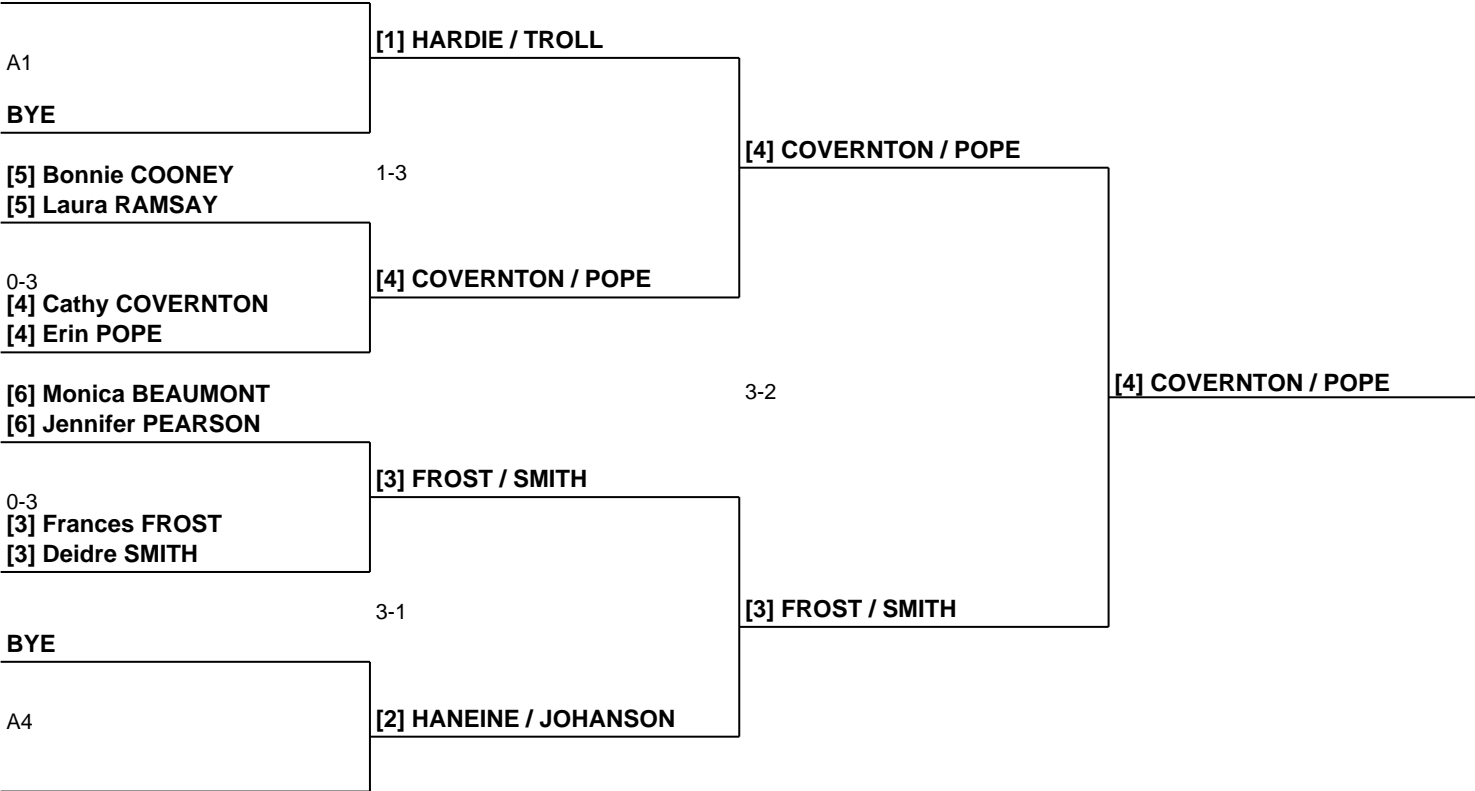 [1] HARDIE / TROLL
A1
BYE
[4] COVERNTON / POPE
[5] Bonnie COONEY
1-3
[5] Laura RAMSAY
0-3
[4] COVERNTON / POPE
[4] Cathy COVERNTON
[4] Erin POPE
[6] Monica BEAUMONT
3-2
[4] COVERNTON / POPE
[6] Jennifer PEARSON
[3] FROST / SMITH
0-3
[3] Frances FROST
[3] Deidre SMITH
3-1
[3] FROST / SMITH
BYE
A4
[2] HANEINE / JOHANSON